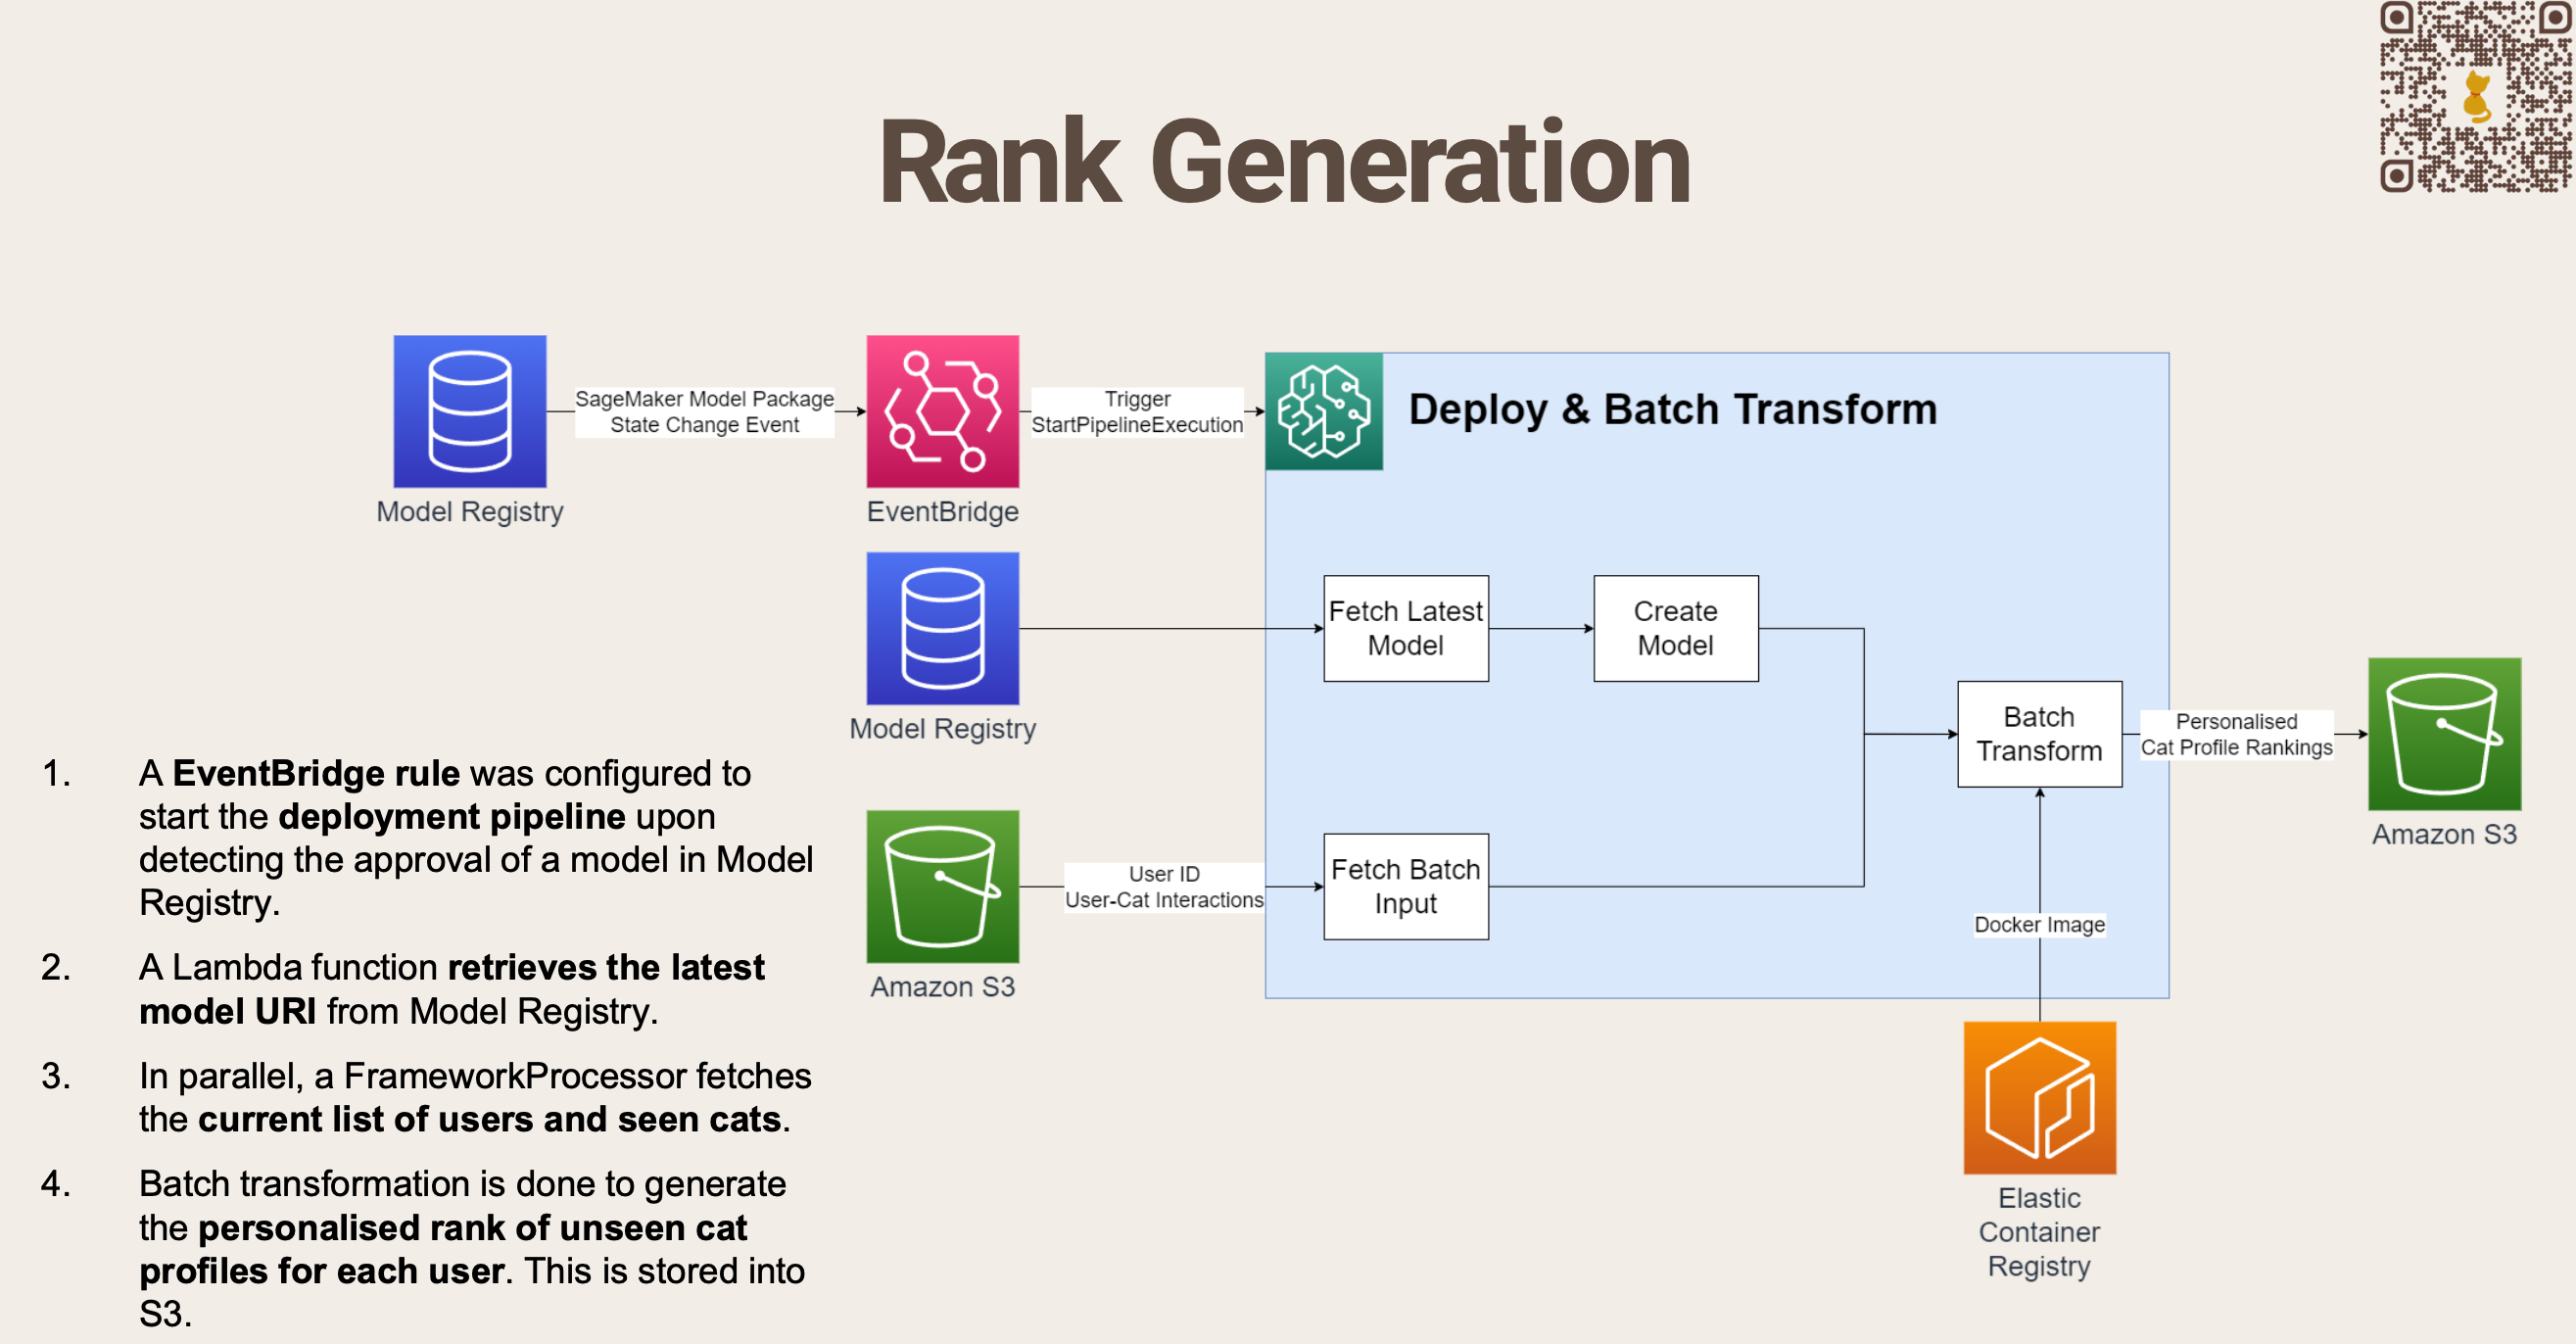 Rank Generation
SageMaker Model Package
State Change Event
Trigger
StartPipelineExecution
Deploy & Batch Transform
Model Registry
EventBridge
Fetch Latest
Model
Create
Model
Model Registry
Batch
Transform
Personalised
Cat Profile Rankings
Amazon S3
User ID
User-Cat Interactions
Fetch Batch
Input
Amazon S3
Docker Image
Elastic
Container
Registry
1. A EventBridge rule was configured to
start the deployment pipeline upon
detecting the approval of a model in Model
Registry.
2. A Lambda function retrieves the latest
model URI from Model Registry.
3. In parallel, a FrameworkProcessor fetches
the current list of users and seen cats.
4. Batch transformation is done to generate
the personalised rank of unseen cat
profiles for each user. This is stored into
S3.